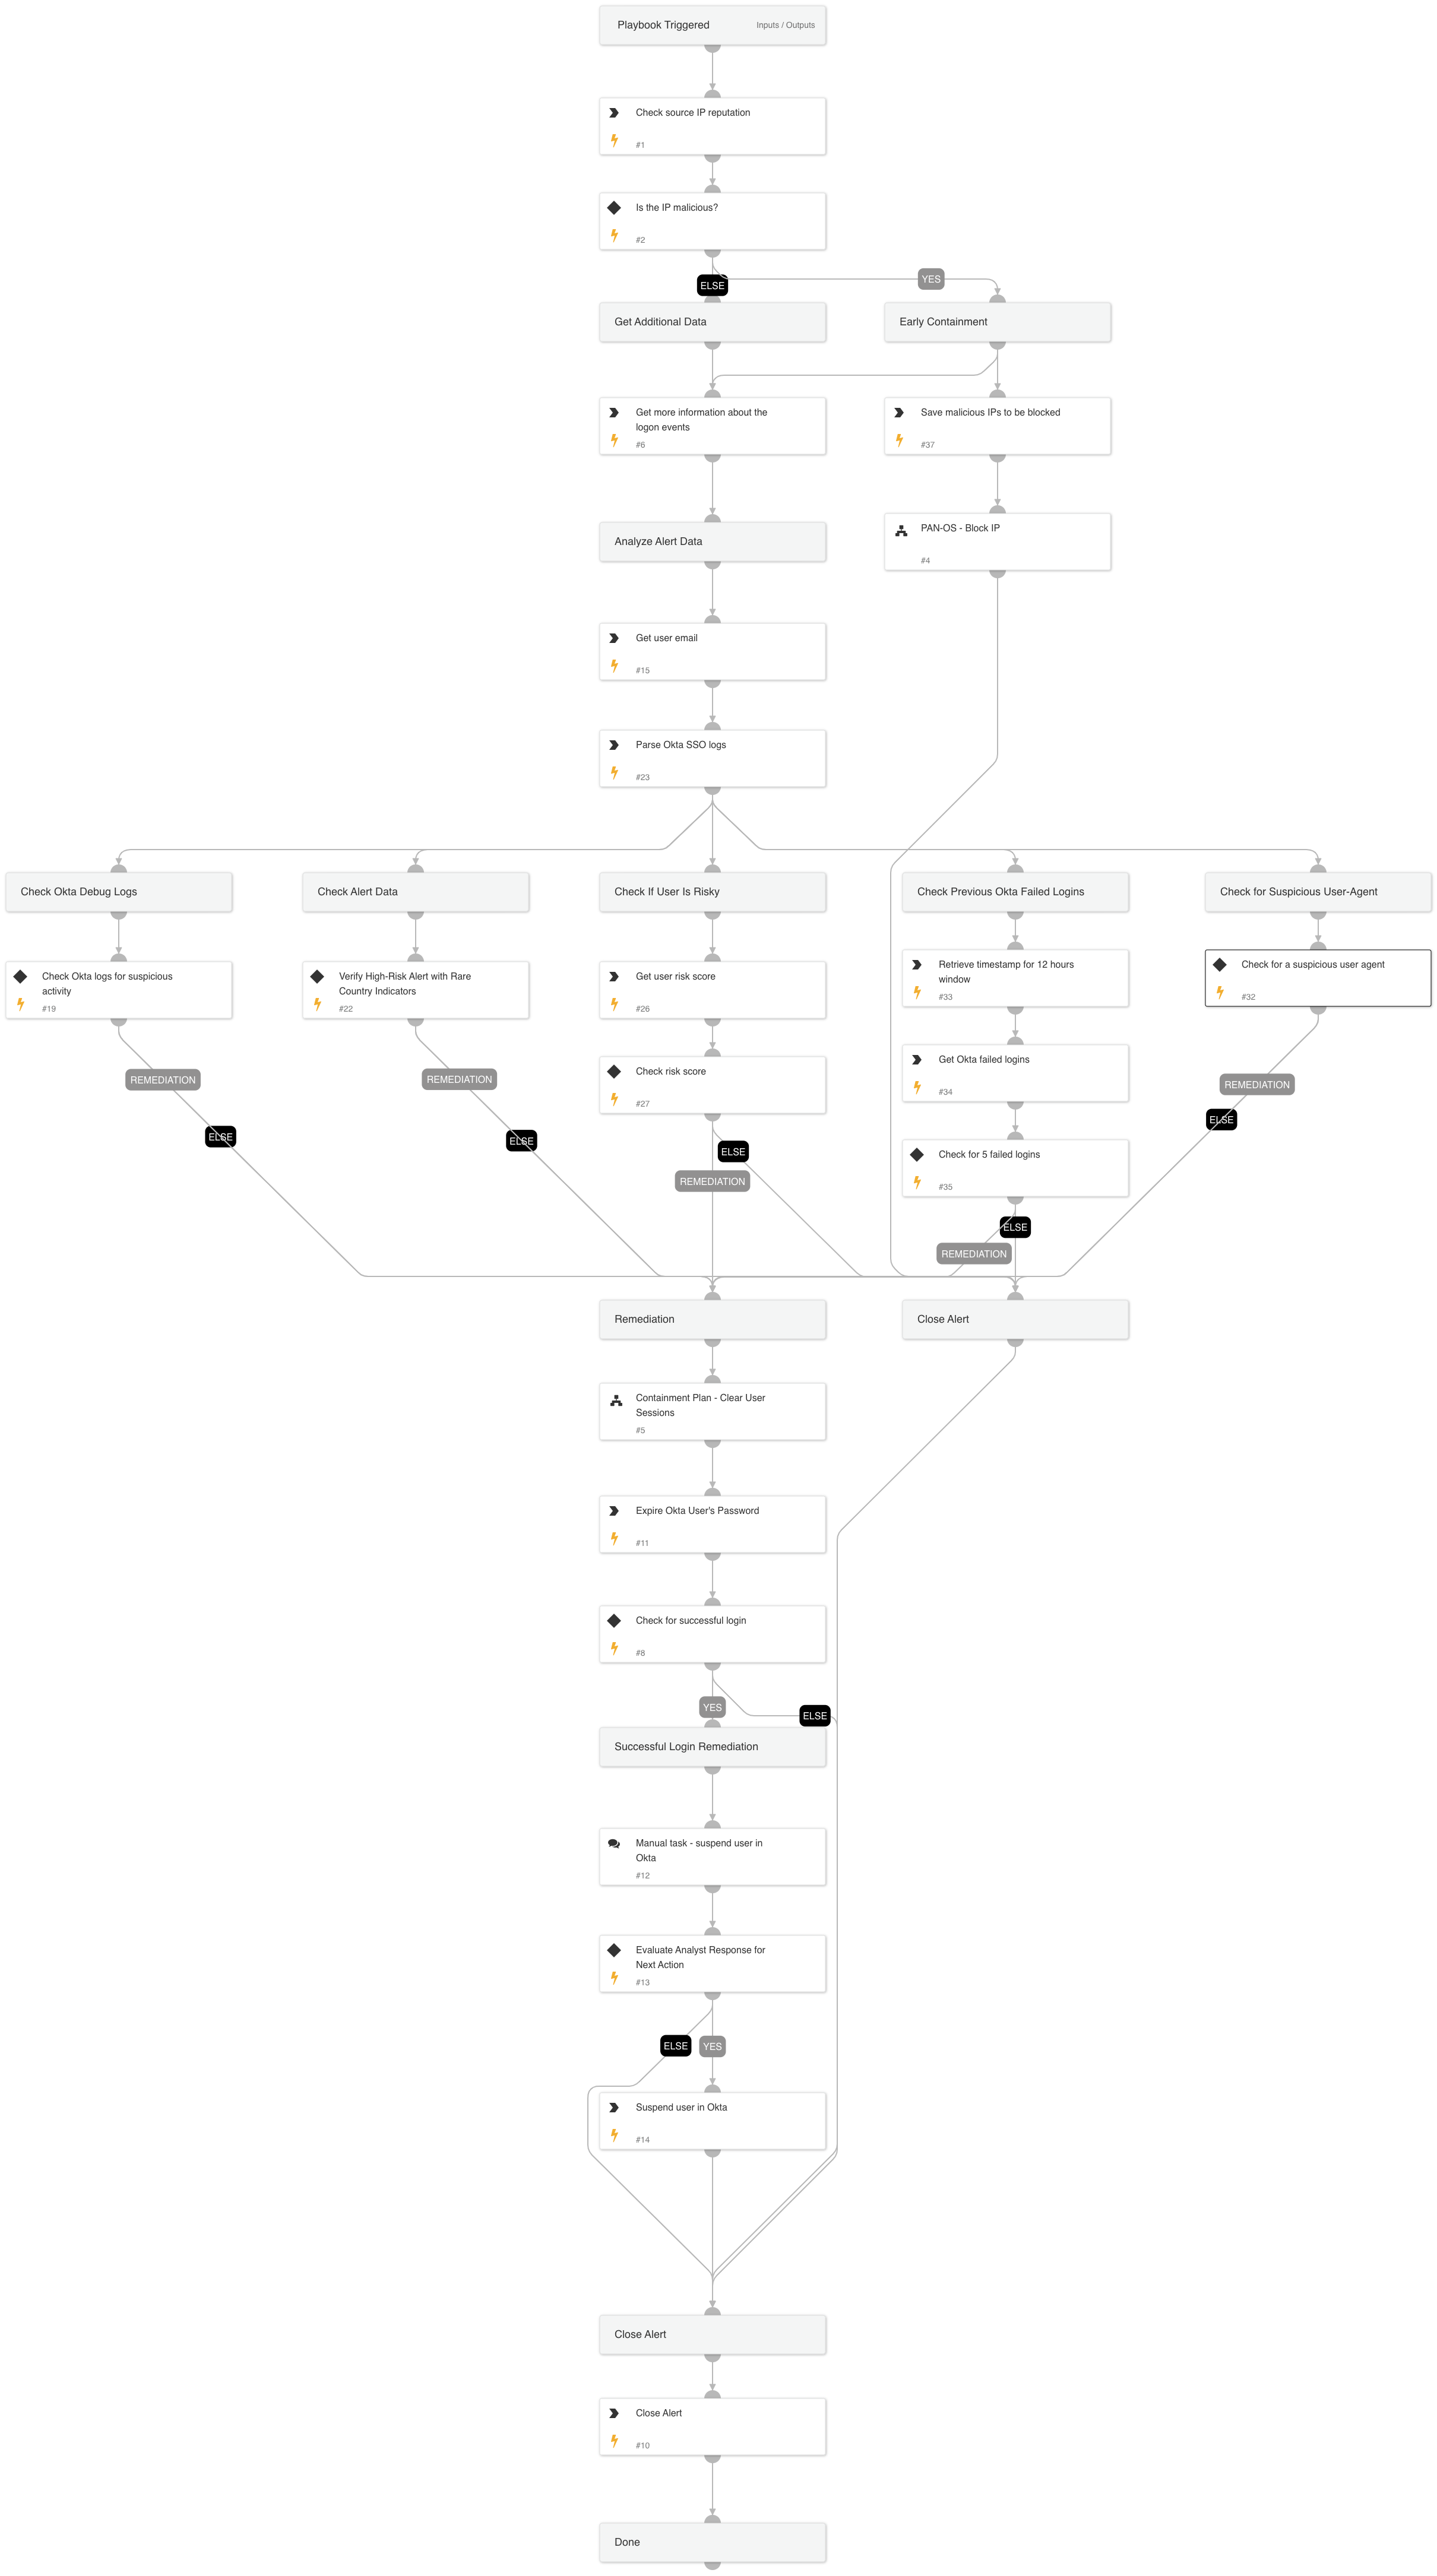 Playbook Triggered
Inputs / Outputs
Check source IP reputation
#1
Is the IP malicious?
#2
ELSE
YES
Get Additional Data
Early Containment
Get more information about the
logon events
#6
Save malicious IPs to be blocked
#37
Analyze Alert Data
PAN-OS - Block IP
#4
Get user email
#15
Parse Okta SSO logs
#23
Check Okta Debug Logs
Check Alert Data
Check If User Is Risky
Check Previous Okta Failed Logins
Check for Suspicious User-Agent
Check Okta logs for suspicious
activity
#19
Verify High-Risk Alert with Rare
Country Indicators
#22
Get user risk score
#26
Retrieve timestamp for 12 hours
window
#33
Check for a suspicious user agent
#32
Check risk score
#27
Get Okta failed logins
#34
REMEDIATION
REMEDIATION
REMEDIATION
ELSE
ELSE
ELSE
ELSE
REMEDIATION
Check for 5 failed logins
#35
ELSE
REMEDIATION
Remediation
Close Alert
Containment Plan - Clear User
Sessions
#5
Expire Okta User's Password
#11
Check for successful login
#8
YES
ELSE
Successful Login Remediation
Manual task - suspend user in
Okta
#12
Evaluate Analyst Response for
Next Action
#13
ELSE
YES
Suspend user in Okta
#14
Close Alert
Close Alert
#10
Done